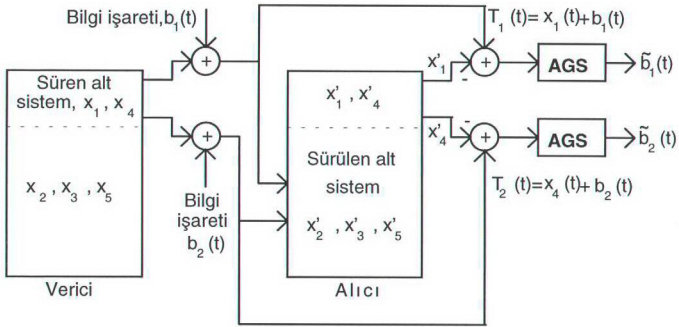 Bilgi işareti,b₁(t)
T₁ (t)= x₁ (t)+b₁(t)
Süren alt
sistem, x₁ , x₄
x₂ , x₃ , x₅
Verici
+
+
Bilgi
işareti
b₂ (t)
x'₁ , x'₄
Sürülen alt
sistem
x'₂ , x'₃ , x'₅
Alıcı
x'₁
-
+
AGS
b̃₁(t)
x'₄
-
+
AGS
b̃₂ (t)
T₂ (t)=x₄ (t)+b₂ (t)